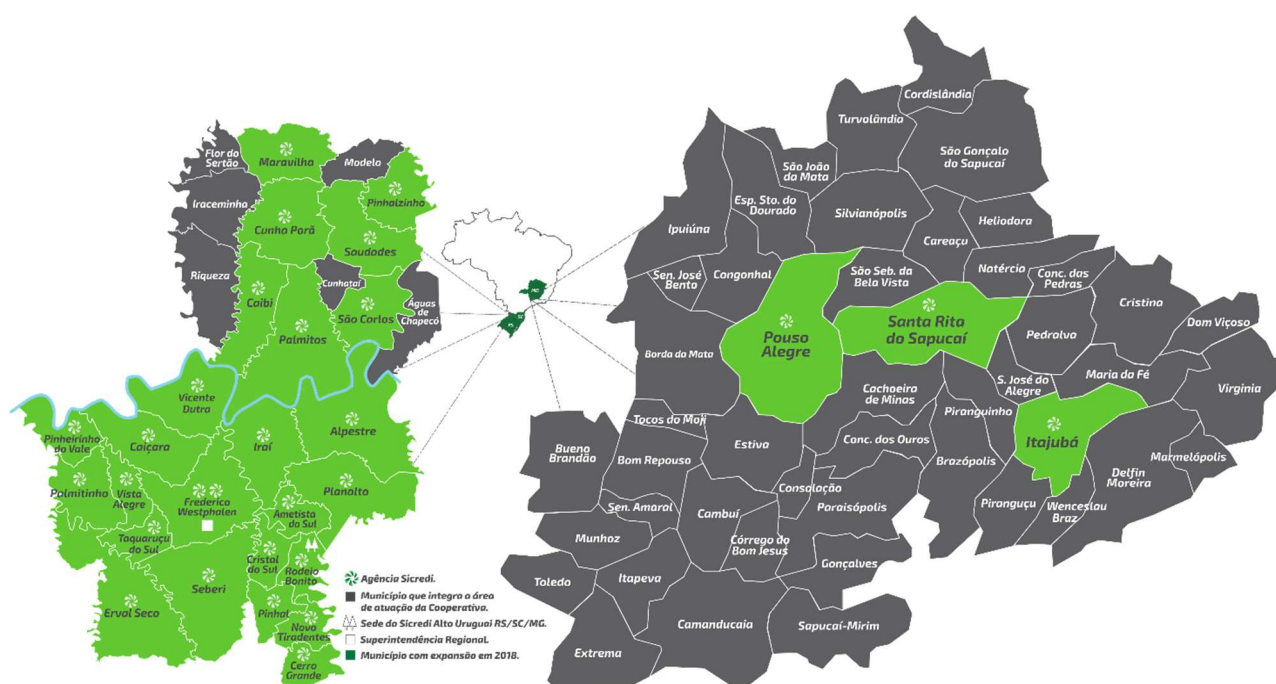 Flor do
Sertão
Maravilha
Modelo
Iraceminha
Pinhalzinho
Cunha Porã
Saudades
Riqueza
Cunhataí
Caibi
São Carlos
Águas
de
Chapecó
Palmitos
Vicente
Dutra
Pinheirinho
do Vale
Caiçara
Iraí
Alpestre
Palmitinho
Vista
Alegre
Frederico
Westphalen
Planalto
Ametista
do Sul
Taquaruçu
do Sul
Cristal
do Sul
Rodeio
Bonito
Seberi
Erval Seco
Pinhal
Novo
Tiradentes
Cerro
Grande
MG
SC
RS
Agência Sicredi.
Município que integra a área
de atuação da Cooperativa.
Sede da Sicredi Alto Uruguai RS/SC/MG.
Superintendência Regional.
Município com expansão em 2018.
Cordislândia
Turvolândia
São Gonçalo
do Sapucaí
São João
da Mata
Esp. Sto. do
Dourado
Silvianópolis
Heliodora
Ipuiúna
Careaçu
Sen. José
Bento
Congonhal
São Seb. da
Bela Vista
Natércia
Conc. das
Pedras
Cristina
Pouso
Alegre
Santa Rita
do Sapucaí
Pedralva
Dom Viçoso
Borda da Mata
Cachoeira
de Minas
S. José do
Alegre
Maria da Fé
Virginia
Piranguinho
Tocos do Moji
Estiva
Itajubá
Bueno
Brandão
Bom Repouso
Conc. dos Ouros
Brazópolis
Marmelópolis
Delfin
Moreira
Consolação
Paraisópolis
Piranguçu
Wenceslau
Braz
Sen. Amaral
Cambuí
Munhoz
Córrego do
Bom Jesus
Gonçalves
Toledo
Itapeva
Camanducaia
Sapucaí-Mirim
Extrema